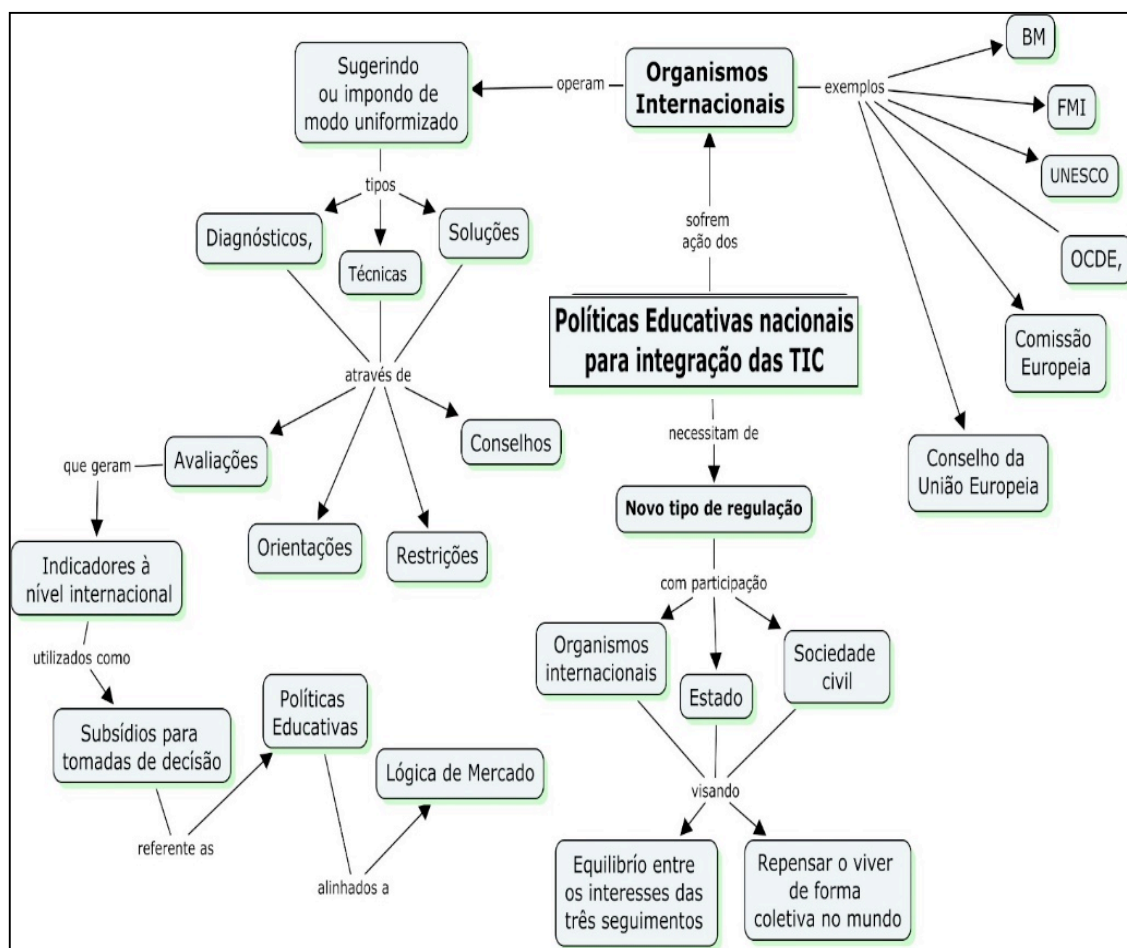 Sugerindo
ou impondo de
modo uniformizado
operam
Organismos
Internacionais
exemplos
BM
FMI
UNESCO
OCDE,
Comissão
Europeia
Conselho da
União Europeia
tipos
Diagnósticos,
Técnicas
Soluções
sofrem
ação dos
Políticas Educativas nacionais
para integração das TIC
através de
Avaliações
Orientações
Restrições
Conselhos
que geram
Indicadores à
nível internacional
utilizados como
Subsídios para
tomadas de decísão
referente as
Políticas
Educativas
alinhados a
Lógica de Mercado
necessitam de
Novo tipo de regulação
com participação
Organismos
internacionais
Estado
Sociedade
civil
visando
Equilibrío entre
os interesses das
três seguimentos
Repensar o viver
de forma
coletiva no mundo